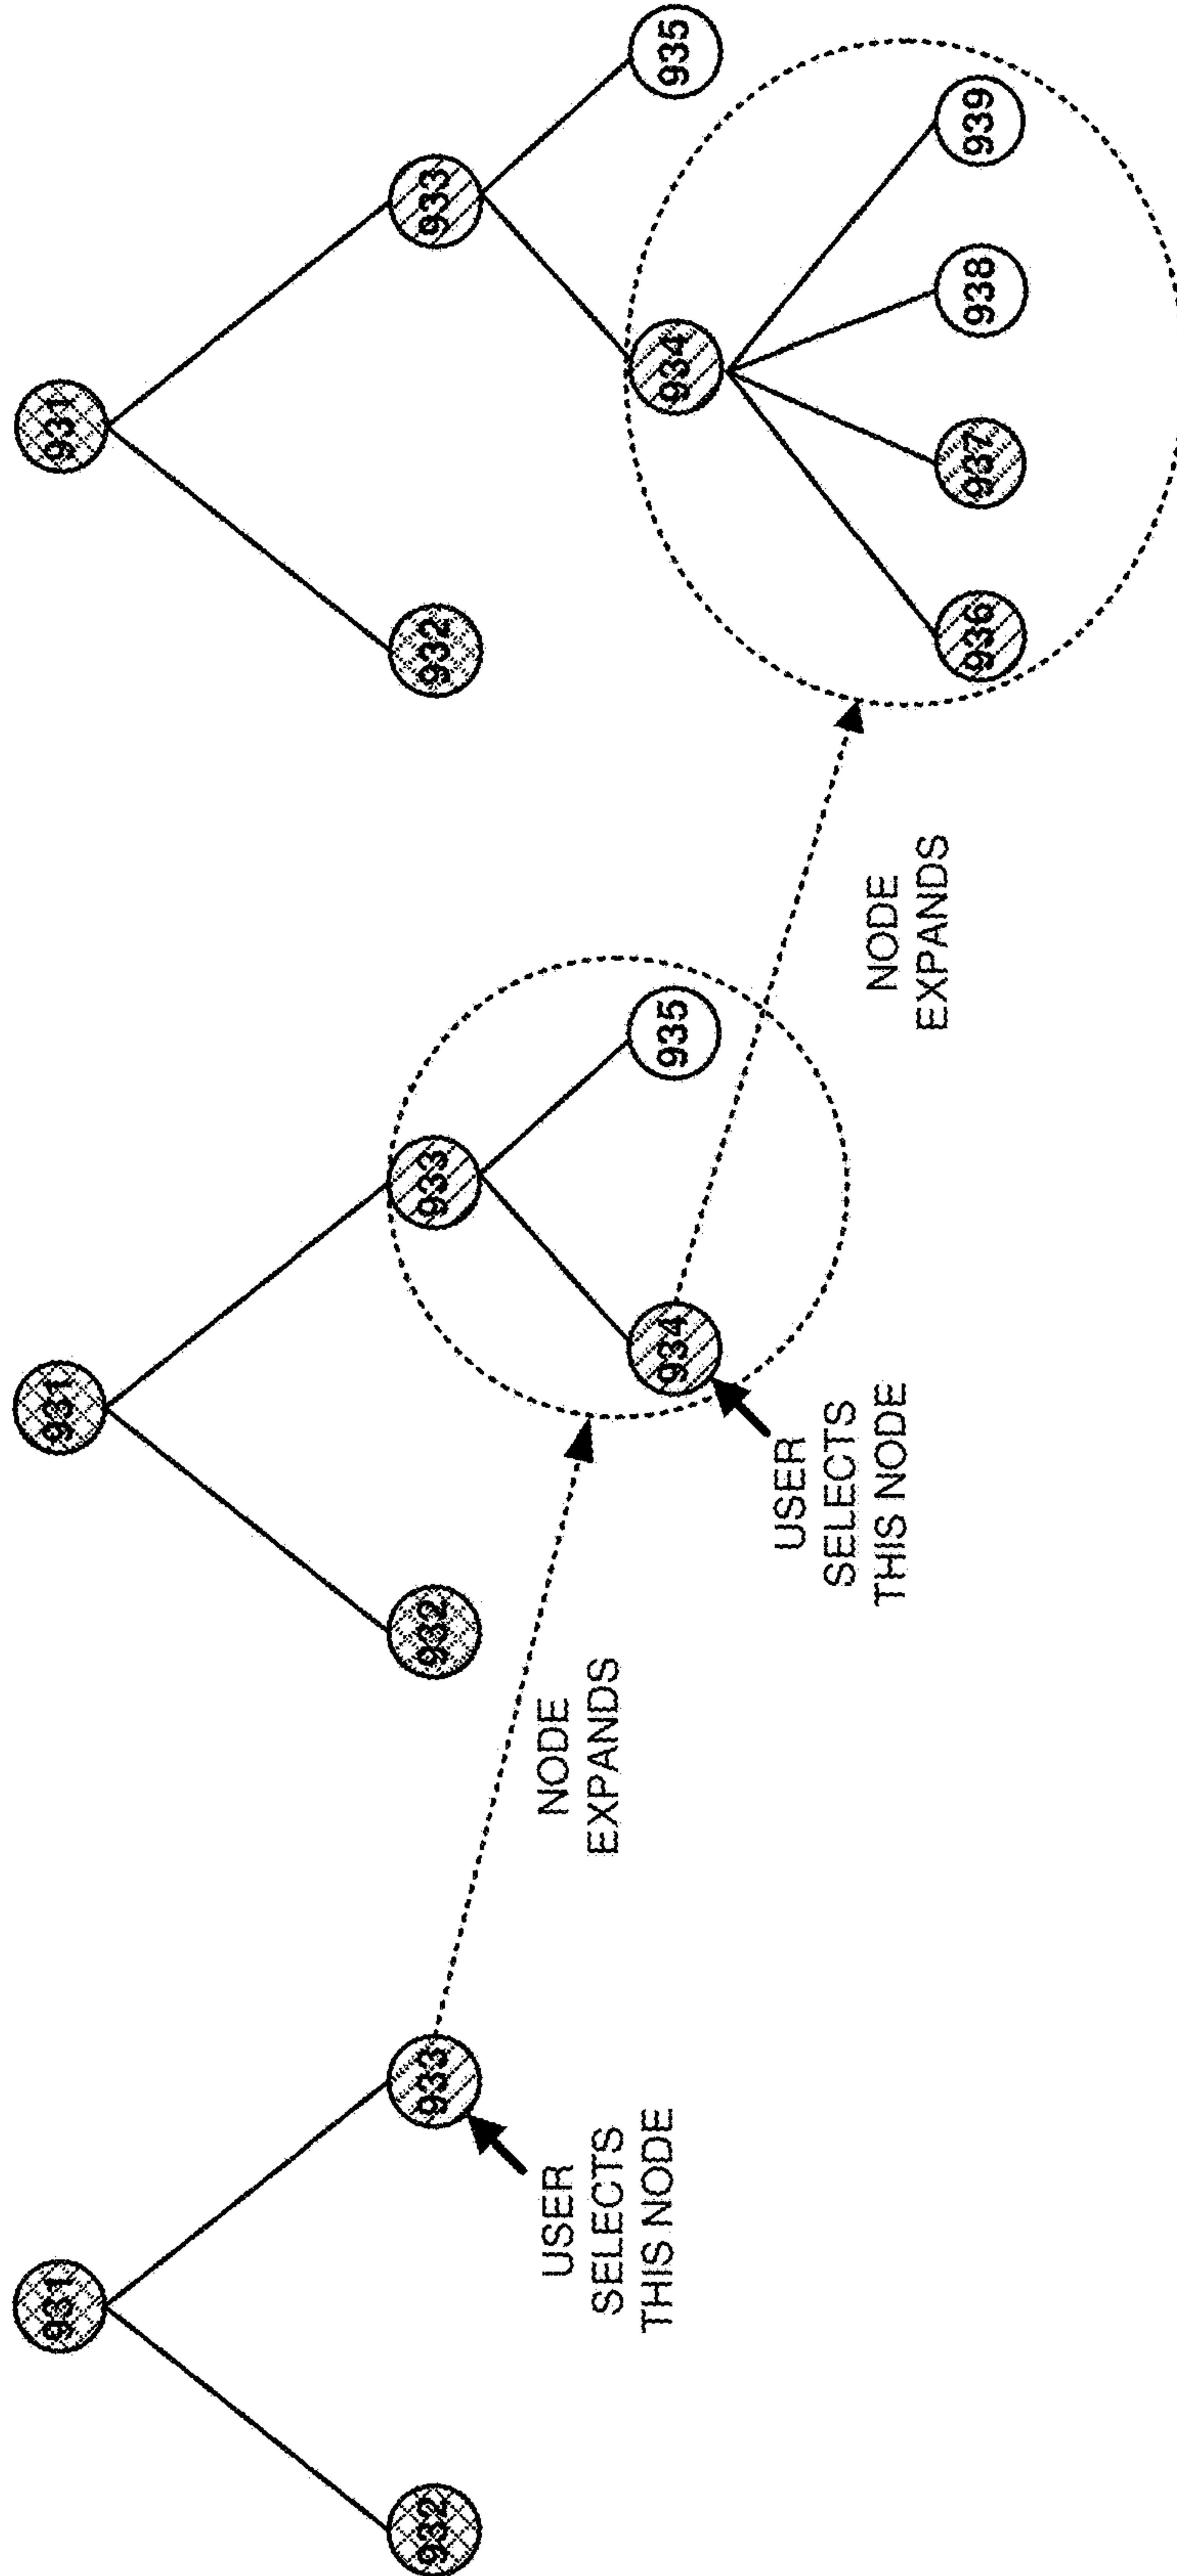 931
932
933
USER
SELECTS
THIS NODE
NODE
EXPANDS
931
932
933
934
935
USER
SELECTS
THIS NODE
NODE
EXPANDS
931
932
933
934
935
936
937
938
939